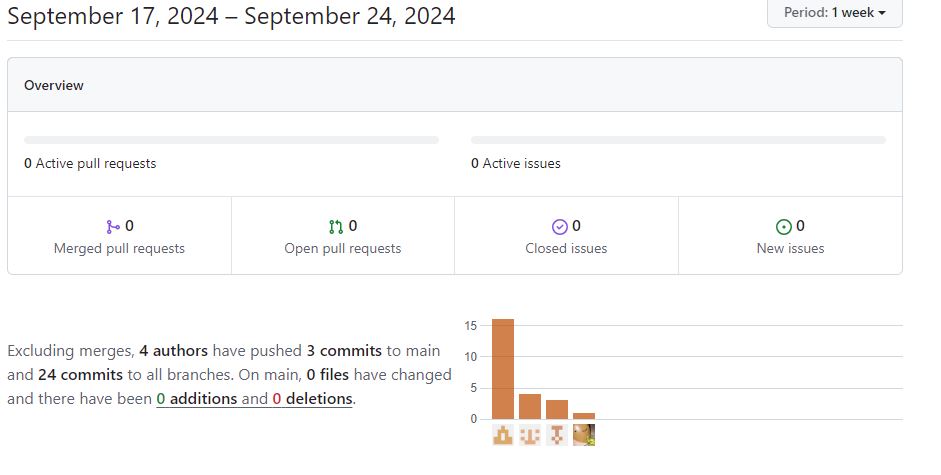 September 17, 2024 – September 24, 2024
Period: 1 week
Overview
0 Active pull requests
0 Active issues
0
Merged pull requests
0
Open pull requests
0
Closed issues
0
New issues
Excluding merges, 4 authors have pushed 3 commits to main
and 24 commits to all branches. On main, 0 files have changed
and there have been 0 additions and 0 deletions.
15
10
5
0